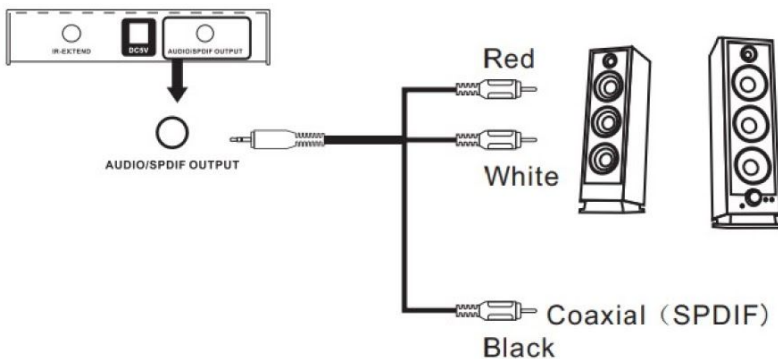 IR-EXTEND
DC5V
AUDIO/SPDIF OUTPUT
AUDIO/SPDIF OUTPUT
Red
White
Coaxial（SPDIF）
Black